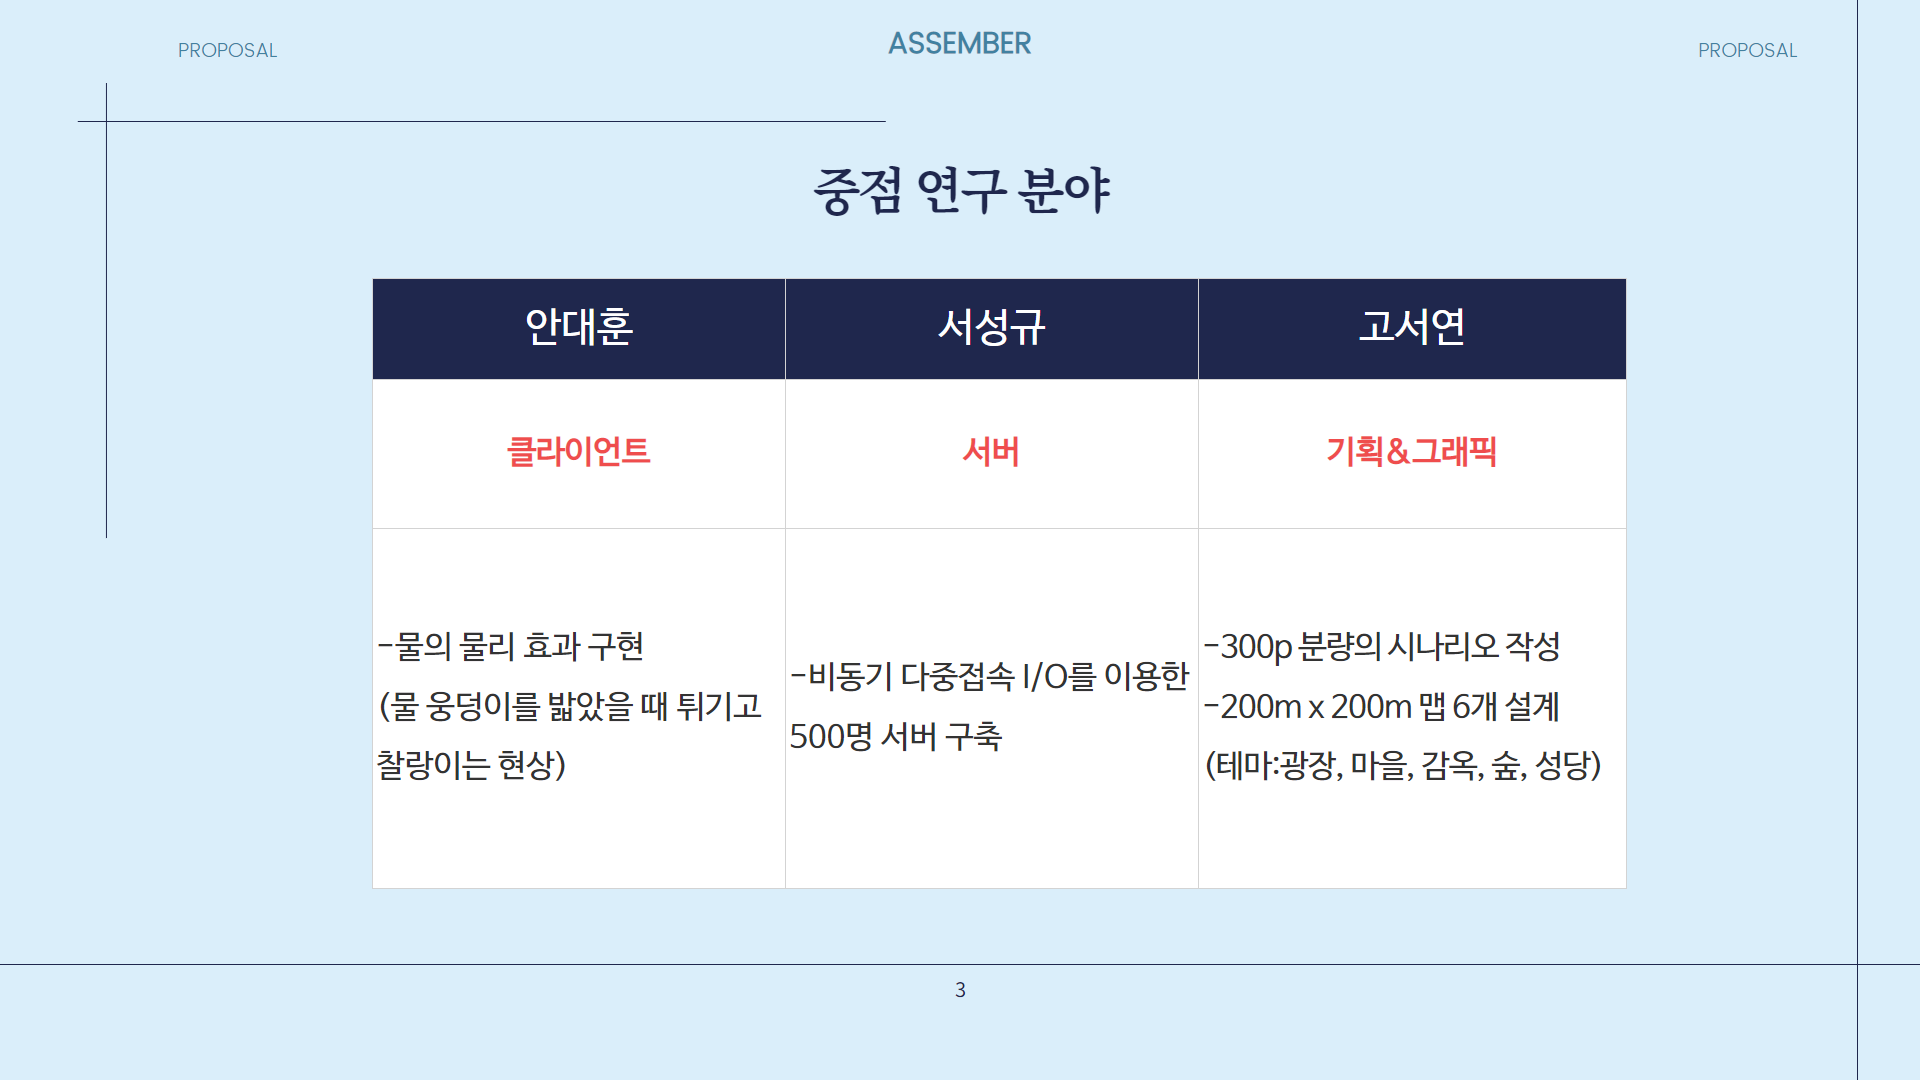 PROPOSAL
ASSEMBER
PROPOSAL
중점 연구 분야
안대훈
서성규
고서연
클라이언트
서버
기획&그래픽
-물의 물리 효과 구현
(물 웅덩이를 밟았을 때 튀기고
찰랑이는 현상)
-비동기 다중접속 I/O를 이용한
500명 서버 구축
-300p 분량의 시나리오 작성
-200m x 200m 맵 6개 설계
(테마:광장, 마을, 감옥, 숲, 성당)
3